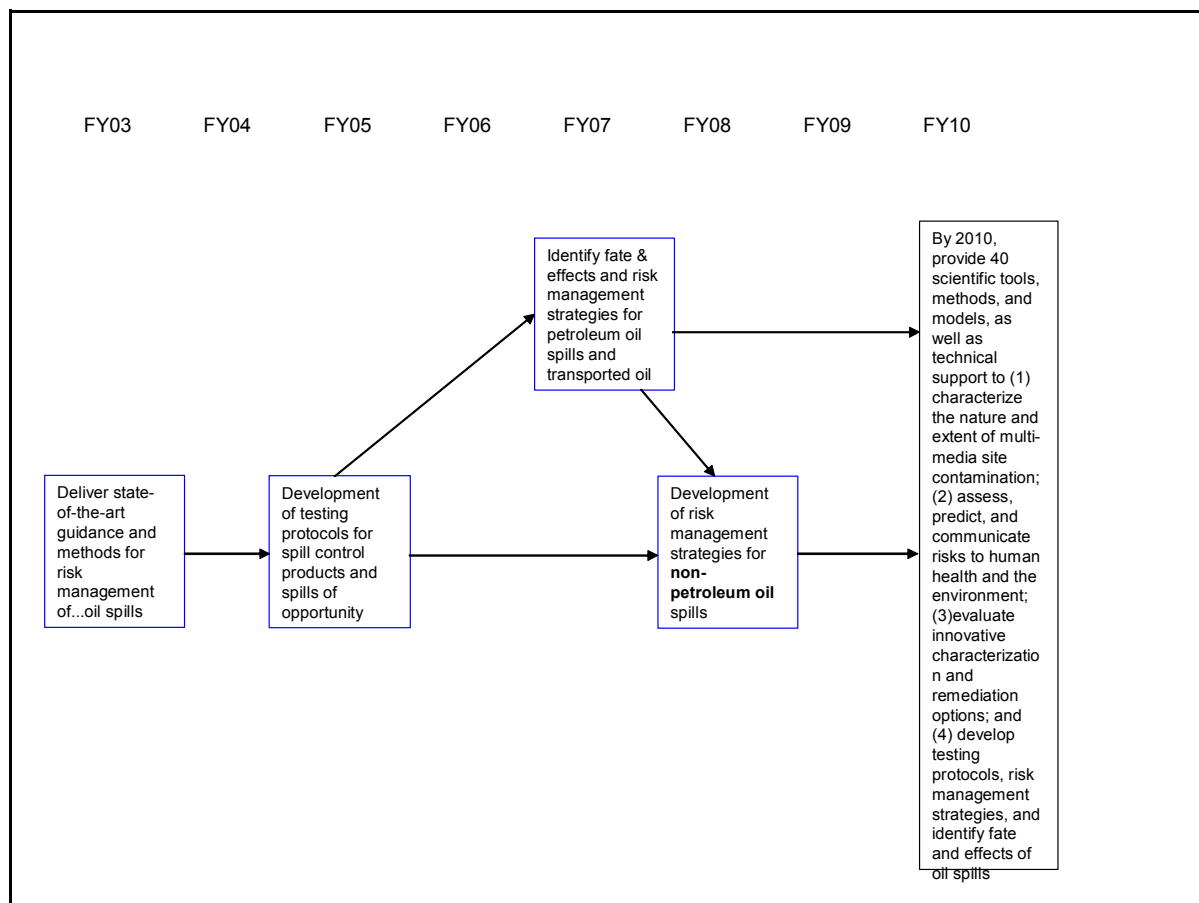 FY03 FY04 FY05 FY06 FY07 FY08 FY09 FY10
Identify fate &
effects and risk
management
strategies for
petroleum oil
spills and
transported oil
Deliver state-
of-the-art
guidance and
methods for
risk
management
of...oil spills
Development
of testing
protocols for
spill control
products and
spills of
opportunity
Development
of risk
management
strategies for
non-
petroleum oil
spills
By 2010,
provide 40
scientific tools,
methods, and
models, as
well as
technical
support to (1)
characterize
the nature and
extent of multi-
media site
contamination;
(2) assess,
predict, and
communicate
risks to human
health and the
environment;
(3)evaluate
innovative
characterizatio
n and
remediation
options; and
(4) develop
testing
protocols, risk
management
strategies, and
identify fate
and effects of
oil spills